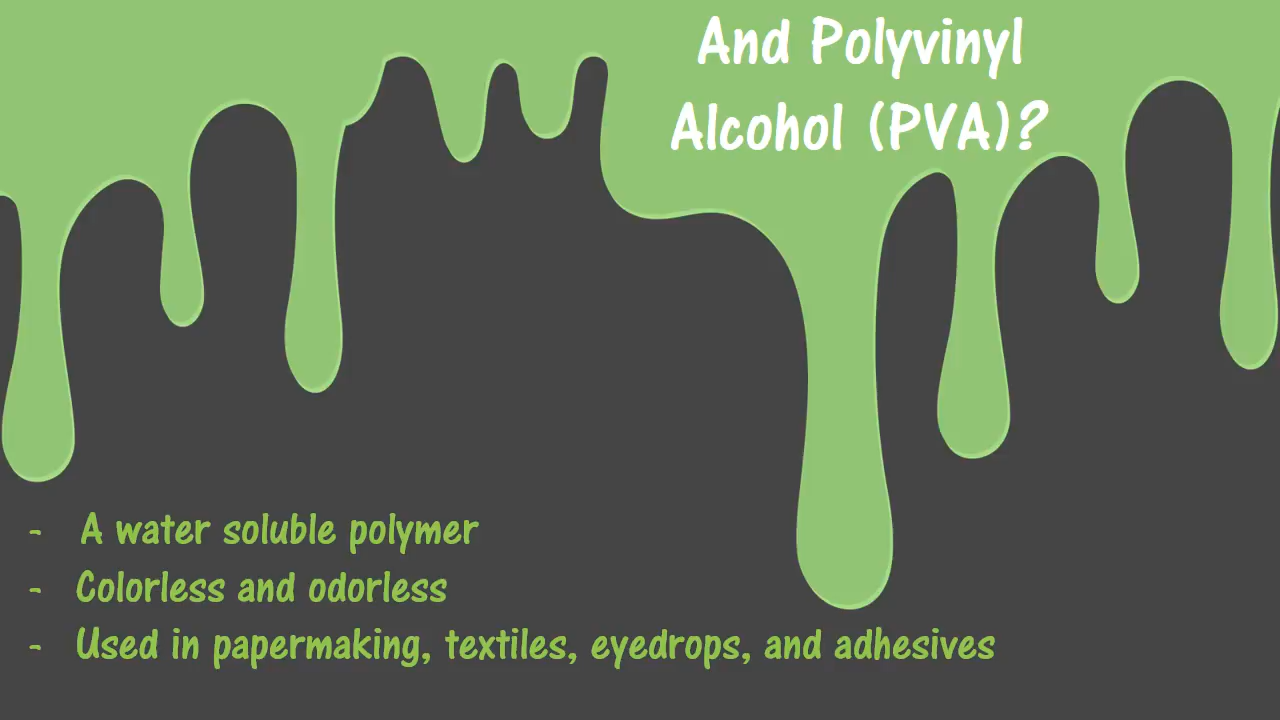 And Polyvinyl
Alcohol (PVA)?
- A water soluble polymer
- Colorless and odorless
- Used in papermaking, textiles, eyedrops, and adhesives